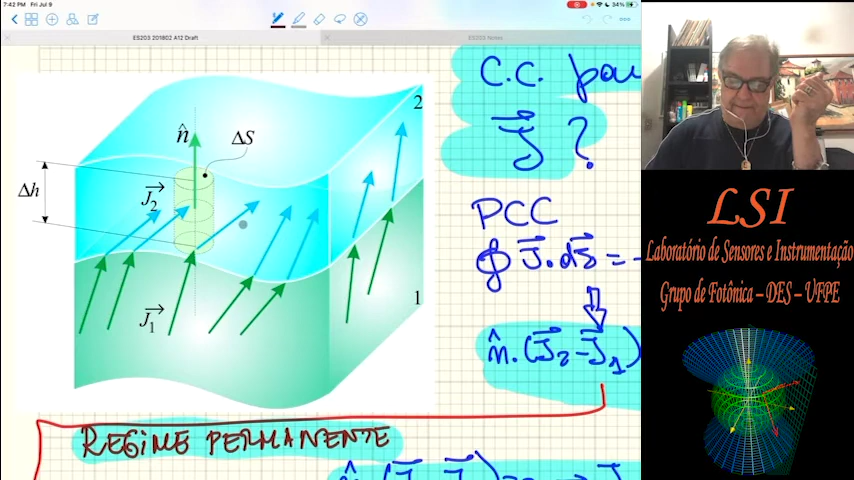 7:42 PM Fri Jul 9
34%
ES203 201802 A12 Draft
ES203 Notes
C.C. para
J ?
2
n̂
ΔS
Δh
J₂
J₁
1
PCC
∮ J . dS = -
n̂ . (J₂ - J₁)
REGIME PERMANENTE
LSI
Laboratório de Sensores e Instrumentação
Grupo de Fotônica – DES – UFPE